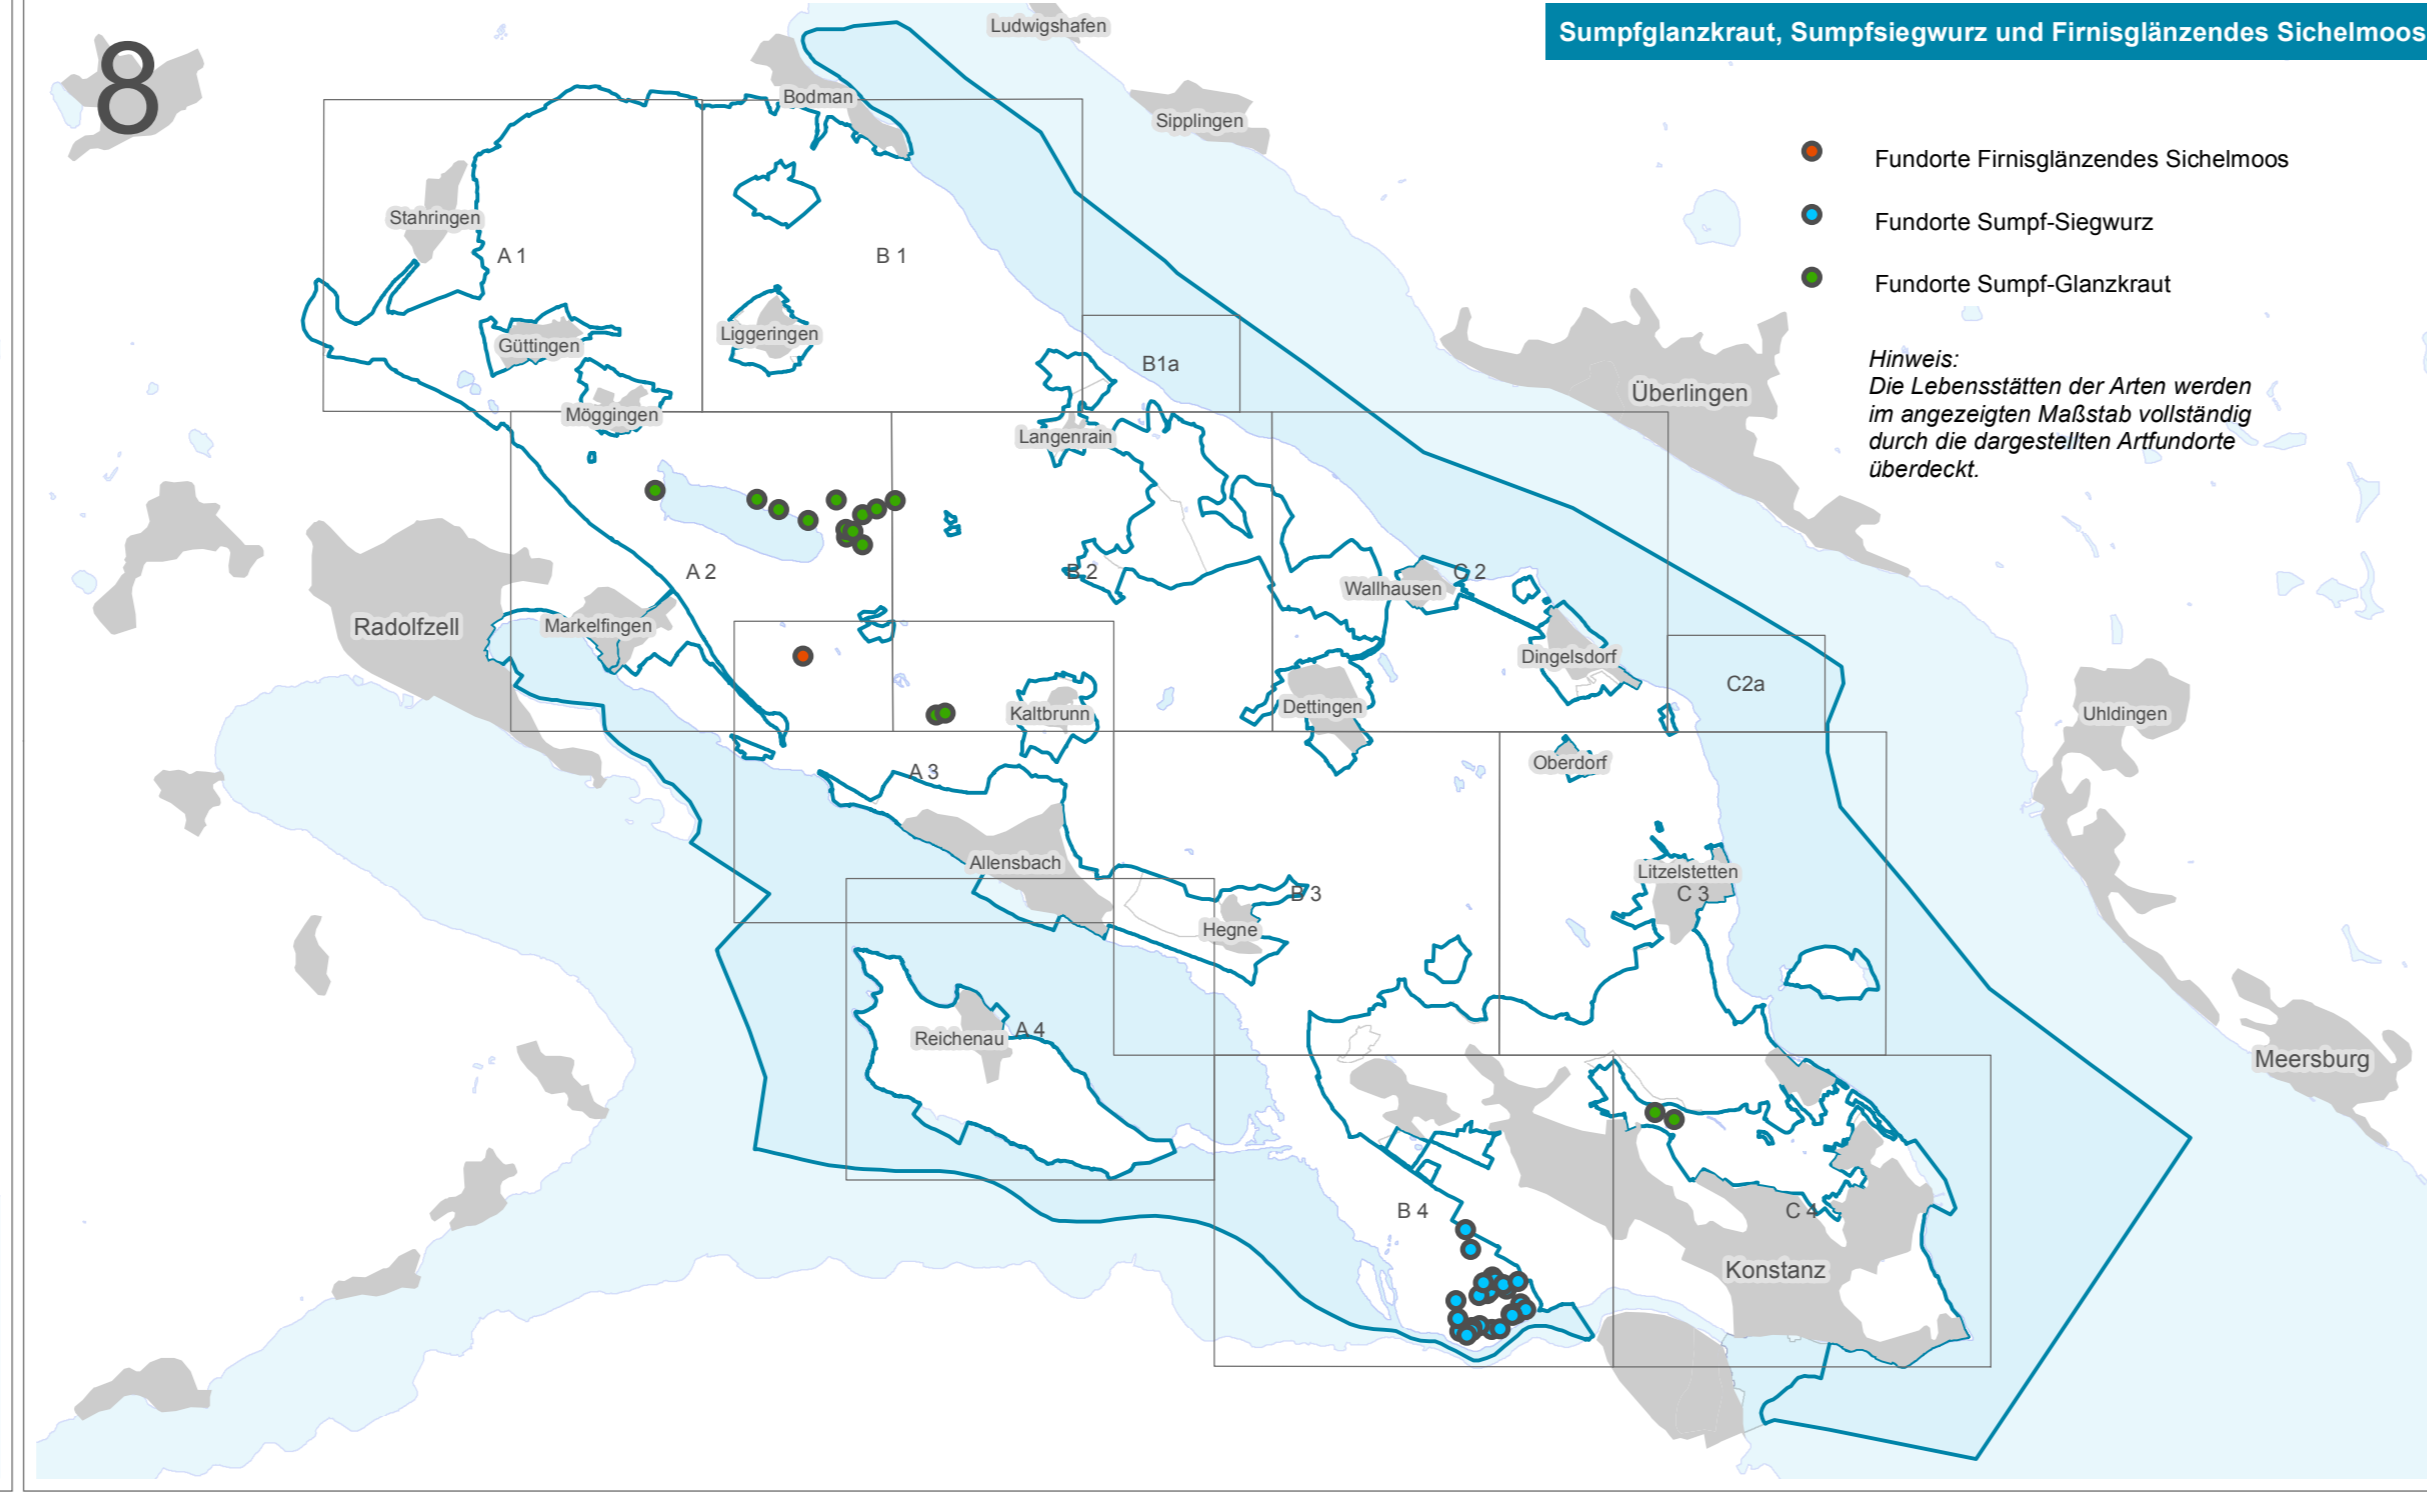 8
Sumpfglanzkraut, Sumpfsiegwurz und Firnisglänzendes Sichelmoos
Ludwigshafen
Bodman
Sipplingen
Fundorte Firnisglänzendes Sichelmoos
Fundorte Sumpf-Siegwurz
Fundorte Sumpf-Glanzkraut
Hinweis:
Die Lebensstätten der Arten werden
im angezeigten Maßstab vollständig
durch die dargestellten Artfundorte
überdeckt.
Stahringen
A 1
B 1
Güttingen
Liggeringen
B1a
Überlingen
Möggingen
Langenrain
A 2
B 2
C 2
Wallhausen
Radolfzell
Markelfingen
Dingelsdorf
C2a
Kaltbrunn
Dettingen
Uhldingen
A 3
Oberdorf
Allensbach
Litzelstetten
B 3
C 3
Hegne
Reichenau
A 4
Meersburg
B 4
C 4
Konstanz